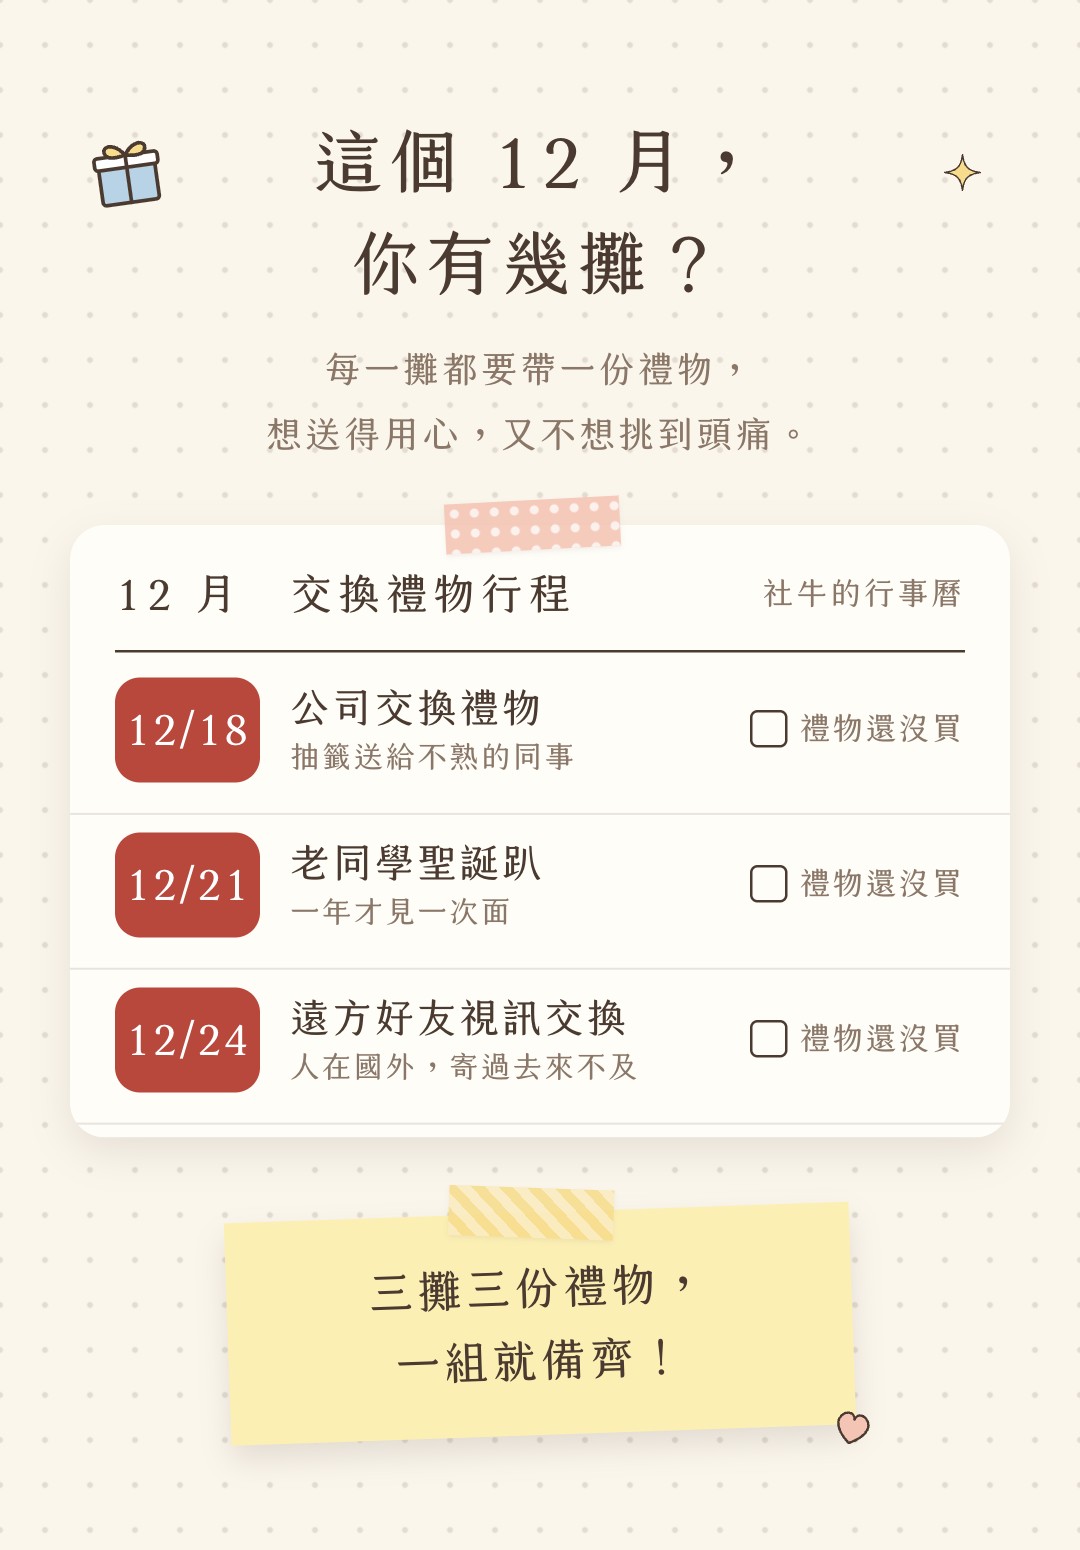 這個 12 月，
你有幾攤？
每一攤都要帶一份禮物，
想送得用心，又不想挑到頭痛。
12 月　交換禮物行程
社牛的行事曆
12/18
公司交換禮物
抽籤送給不熟的同事
禮物還沒買
12/21
老同學聖誕趴
一年才見一次面
禮物還沒買
12/24
遠方好友視訊交換
人在國外，寄過去來不及
禮物還沒買
三攤三份禮物，
一組就備齊！